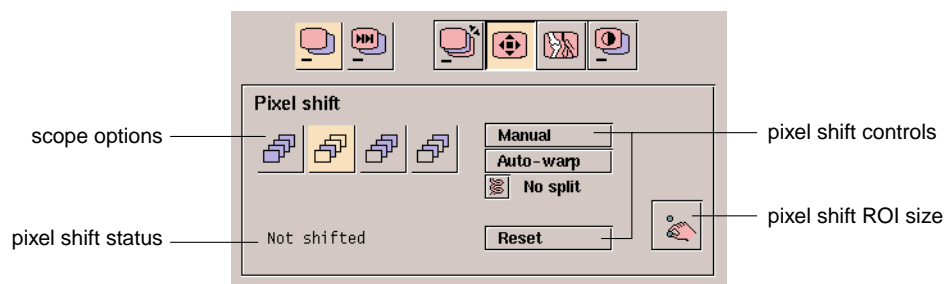 Pixel shift
scope options
Manual
pixel shift controls
Auto-warp
No split
pixel shift ROI size
pixel shift status
Not shifted
Reset